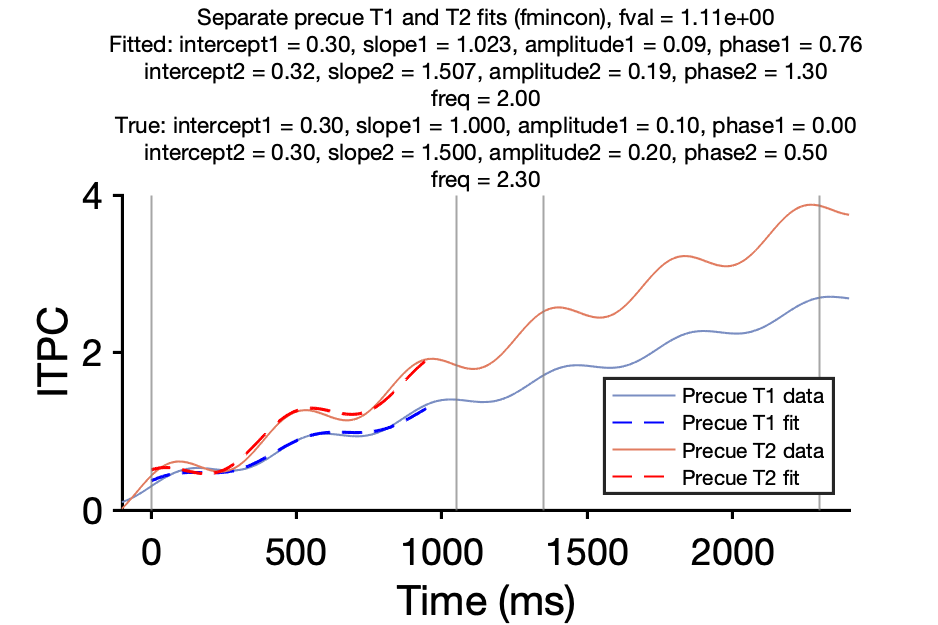 Separate precue T1 and T2 fits (fmincon), fval = 1.11e+00
Fitted: intercept1 = 0.30, slope1 = 1.023, amplitude1 = 0.09, phase1 = 0.76
intercept2 = 0.32, slope2 = 1.507, amplitude2 = 0.19, phase2 = 1.30
freq = 2.00
True: intercept1 = 0.30, slope1 = 1.000, amplitude1 = 0.10, phase1 = 0.00
intercept2 = 0.30, slope2 = 1.500, amplitude2 = 0.20, phase2 = 0.50
freq = 2.30
4
2
0
ITPC
Precue T1 data
Precue T1 fit
Precue T2 data
Precue T2 fit
0 500 1000 1500 2000
Time (ms)